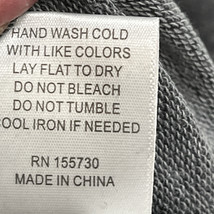 HAND WASH COLD
WITH LIKE COLORS
LAY FLAT TO DRY
DO NOT BLEACH
DO NOT TUMBLE
COOL IRON IF NEEDED
RN 155730
MADE IN CHINA